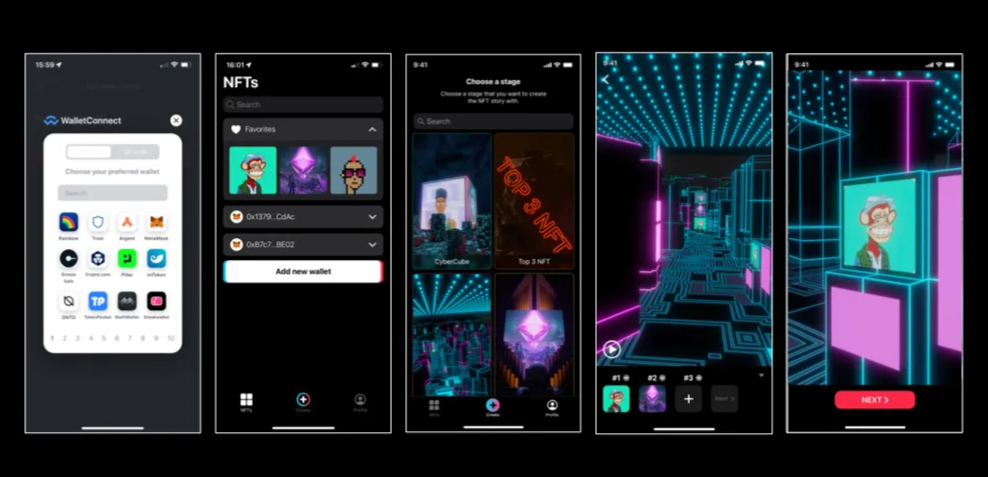 15:59
WalletConnect
QR Code
Choose your preferred wallet
Search
Rainbow
Trust
Argent
MetaMask
Gnosis Safe
Crypto.com
Pillar
imToken
ONTO
TokenPocket
MathWallet
1 2 3 4 5 6 7 8 9 10
16:01
NFTs
Search
Favorites
0x1379...CdAc
0xB7c7...BE02
Add new wallet
NFTs
Create
Profile
9:41
Choose a stage
Choose a stage that you want to create
the NFT story with.
Search
TOP 3 NFT
CyberCube
Top 3 NFT
Create
Profile
9:41
#1
#2
#3
Next >
9:41
NEXT >